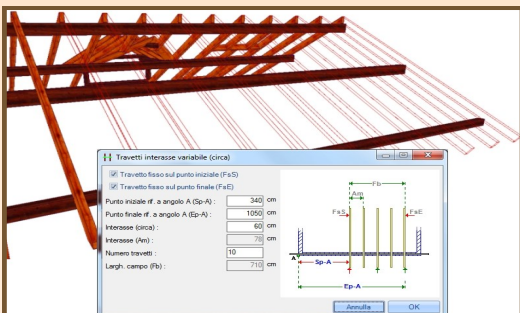 Travetti interasse variabile (circa)
Travetto fisso sul punto iniziale (FsS)
Travetto fisso sul punto finale (FsE)
Punto iniziale rif. a angolo A (Sp-A) : 340 cm
Punto finale rif. a angolo A (Ep-A) : 1050 cm
Interasse (circa) : 60 cm
Interasse (Am) : 78 cm
Numero travetti : 10
Largh. campo (Fb) : 710 cm
Fb
Am
FsS
FsE
A
Sp-A
Ep-A
Annulla OK